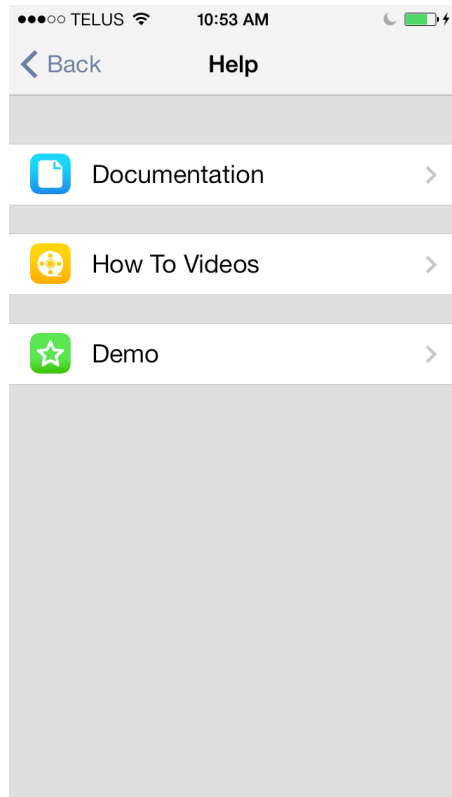 TELUS 10:53 AM
Back Help
Documentation
How To Videos
Demo